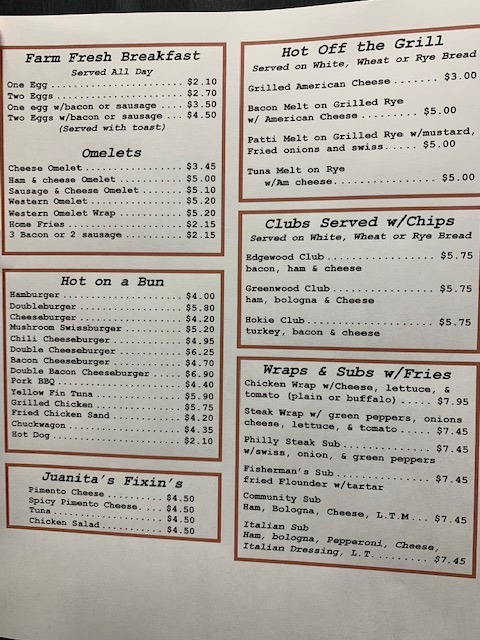 Farm Fresh Breakfast
Served All Day
One Egg ........................ $2.10
Two Eggs ....................... $2.70
One egg w/bacon or sausage .... $3.50
Two Eggs w/bacon or sausage ... $4.50
(Served with toast)
Omelets
Cheese Omelet .................. $3.45
Ham & cheese Omelet ............ $5.00
Sausage & Cheese Omelet ....... $5.10
Western Omelet ................. $5.20
Western Omelet Wrap ............ $5.20
Home Fries ..................... $2.15
3 Bacon or 2 sausage ........... $2.15
Hot on a Bun
Hamburger ...................... $4.00
Doubleburger ................... $5.80
Cheeseburger ................... $4.20
Mushroom Swissburger ........... $5.20
Chili Cheeseburger ............. $4.95
Double Cheeseburger ............ $6.25
Bacon Cheeseburger ............. $4.70
Double Bacon Cheeseburger ..... $6.90
Pork BBQ ....................... $4.40
Yellow Fin Tuna ................ $5.90
Grilled Chicken ................ $5.75
Fried Chicken Sand ............. $4.20
Chuckwagon ..................... $4.35
Hot Dog ........................ $2.10
Juanita's Fixin's
Pimento Cheese ............ $4.50
Spicy Pimento Cheese.... $4.50
Tuna ...................... $4.50
Chicken Salad ............. $4.50
Hot Off the Grill
Served on White, Wheat or Rye Bread
Grilled American Cheese ....... $3.00
Bacon Melt on Grilled Rye
w/ American Cheese ........ $5.00
Patti Melt on Grilled Rye w/mustard,
Fried onions and swiss..... $5.00
Tuna Melt on Rye
w/Am cheese ................ $5.00
Clubs Served w/Chips
Served on White, Wheat or Rye Bread
Edgewood Club ................. $5.75
bacon, ham & cheese
Greenwood Club ................ $5.75
ham, bologna & Cheese
Hokie Club .................... $5.75
turkey, bacon & cheese
Wraps & Subs w/Fries
Chicken Wrap w/Cheese, lettuce, &
tomato (plain or buffalo) ..... $7.95
Steak Wrap w/ green peppers, onions
cheese, lettuce, & tomato ..... $7.45
Philly Steak Sub .............. $7.45
w/swiss, onion, & green peppers
Fisherman's Sub ............... $7.45
fried Flounder w/tartar
Community Sub
Ham, Bologna, Cheese, L.T.M ... $7.45
Italian Sub
Ham, bologna, Pepperoni, Cheese,
Italian Dressing, L.T. ........ $7.45